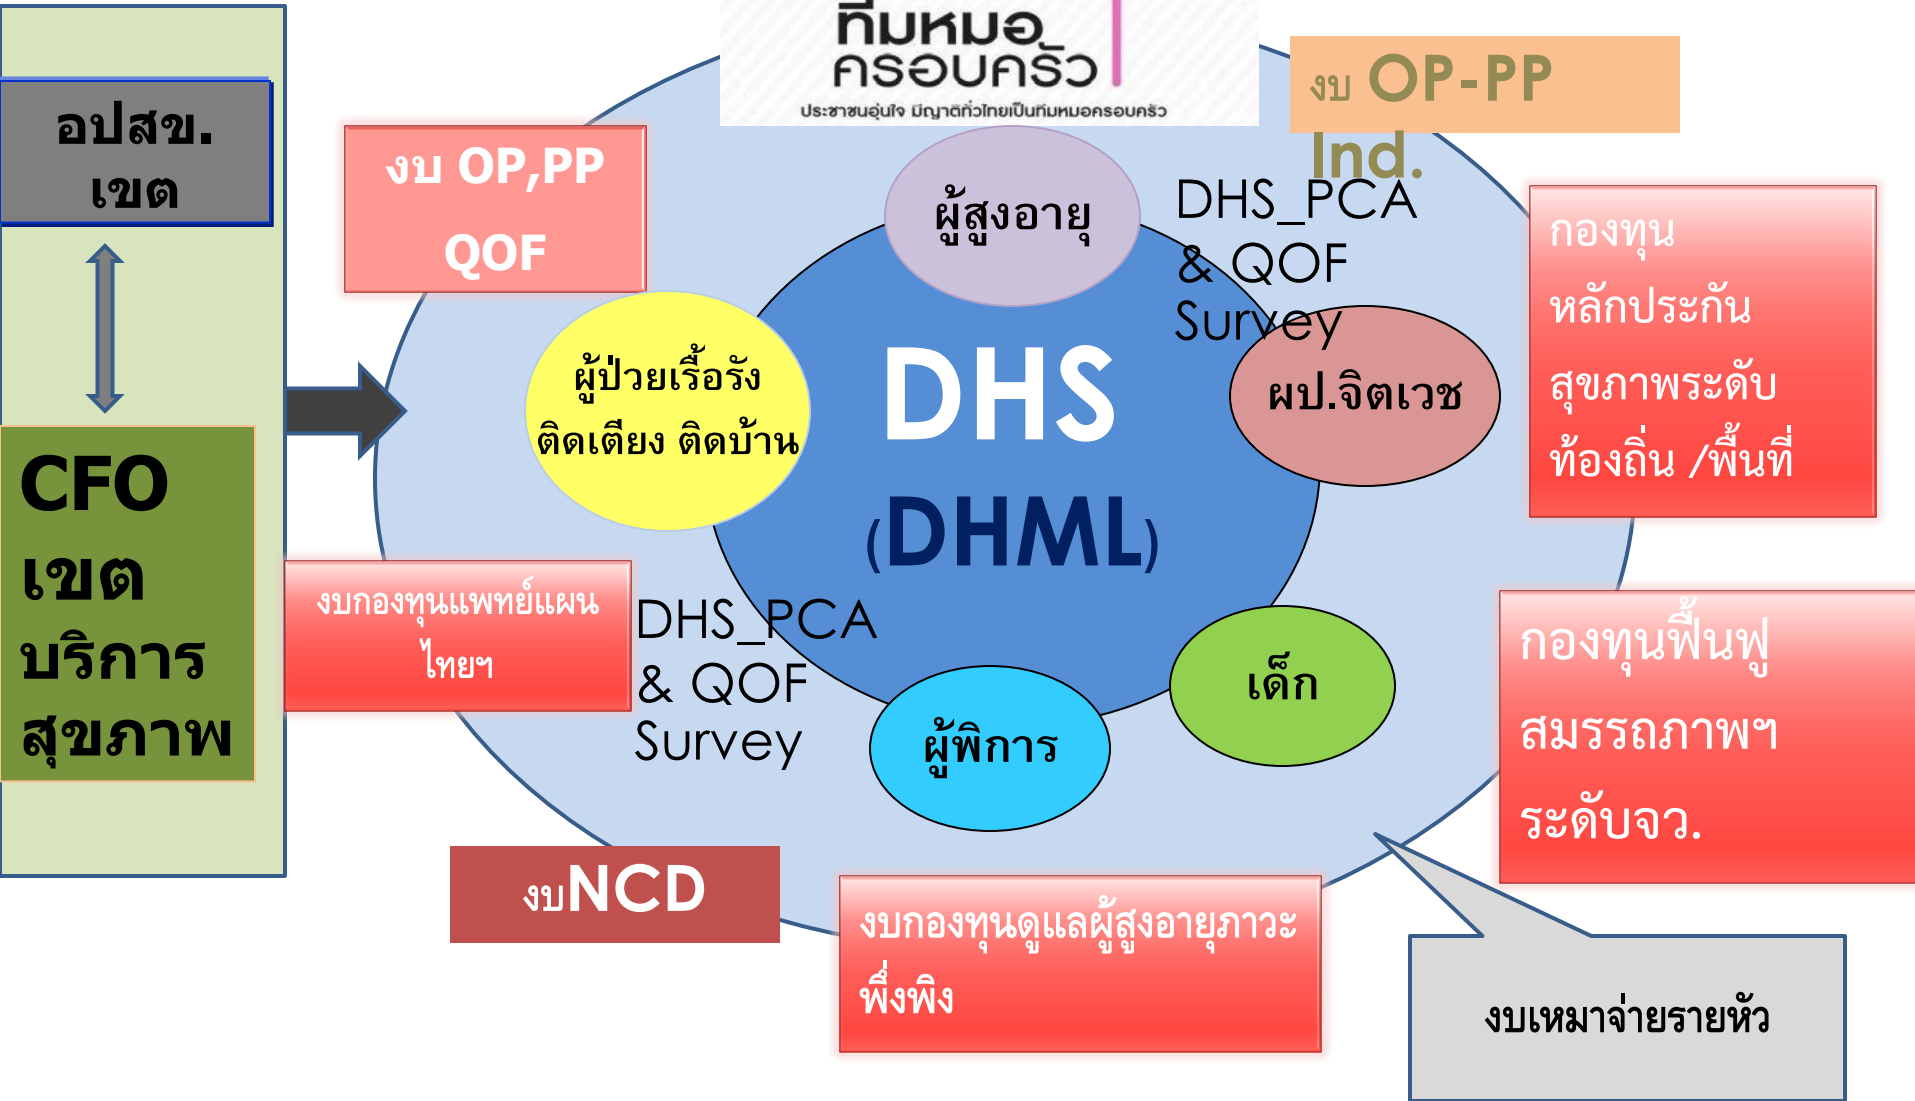 ทีมหมอ
ครอบครัว
ประชาชนอุ่นใจ มีญาติทั่วไทยเป็นทีมหมอครอบครัว
อปสข.
เขต
CFO
เขต
บริการ
สุขภาพ
งบ OP,PP
QOF
งบ OP-PP
Ind.
ผู้สูงอายุ
DHS_PCA
& QOF
Survey
กองทุน
หลักประกัน
สุขภาพระดับ
ท้องถิ่น /พื้นที่
ผู้ป่วยเรื้อรัง
ติดเตียง ติดบ้าน
DHS
(DHML)
ผป.จิตเวช
งบกองทุนแพทย์แผน
ไทยฯ
DHS_PCA
& QOF
Survey
ผู้พิการ
เด็ก
กองทุนฟื้นฟู
สมรรถภาพฯ
ระดับจว.
งบNCD
งบกองทุนดูแลผู้สูงอายุภาวะ
พึ่งพิง
งบเหมาจ่ายรายหัว